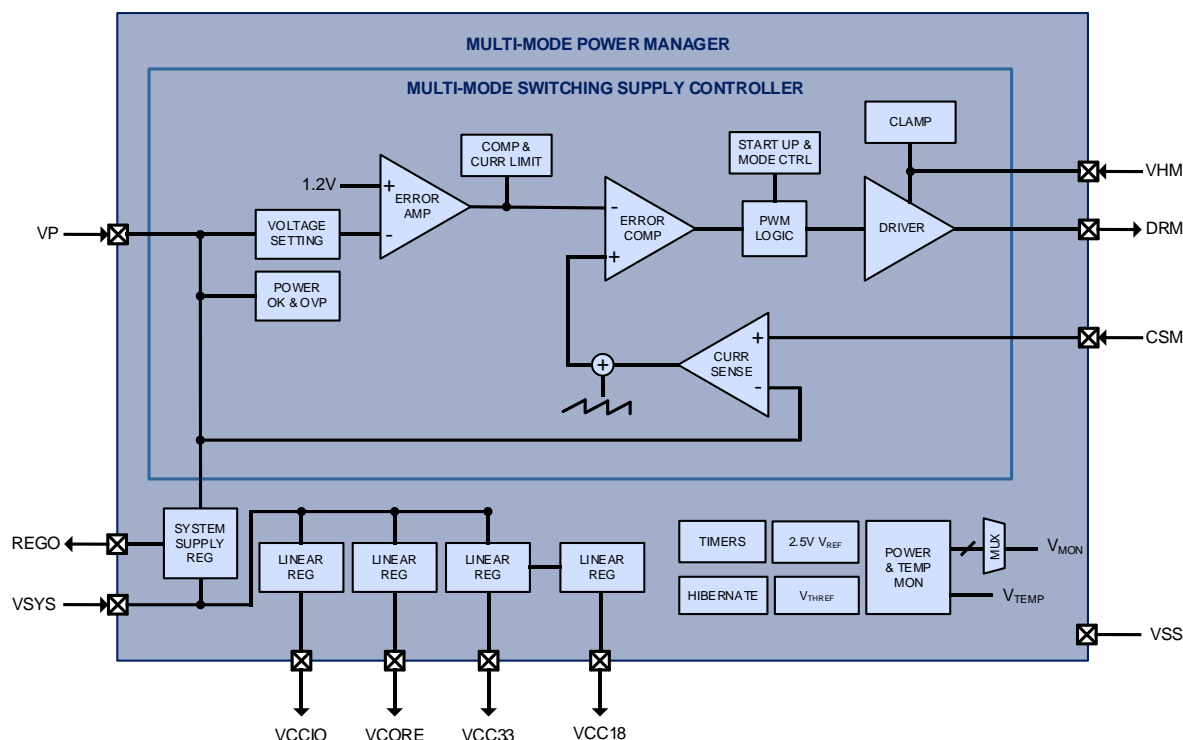 MULTI-MODE POWER MANAGER
MULTI-MODE SWITCHING SUPPLY CONTROLLER
CLAMP
COMP &
CURR LIMIT
START UP &
MODE CTRL
VHM
1.2V
+
ERROR
AMP
-
-
ERROR
COMP
+
PWM
LOGIC
DRIVER
DRM
VP
VOLTAGE
SETTING
POWER
OK & OVP
CSM
+
CURR
SENSE
-
+
SYSTEM
SUPPLY
REG
REGO
VSYS
LINEAR
REG
LINEAR
REG
LINEAR
REG
LINEAR
REG
TIMERS
2.5V VREF
HIBERNATE
VTHREF
POWER
& TEMP
MON
MUX
VMON
VTEMP
VSS
VCCIO
VCORE
VCC33
VCC18